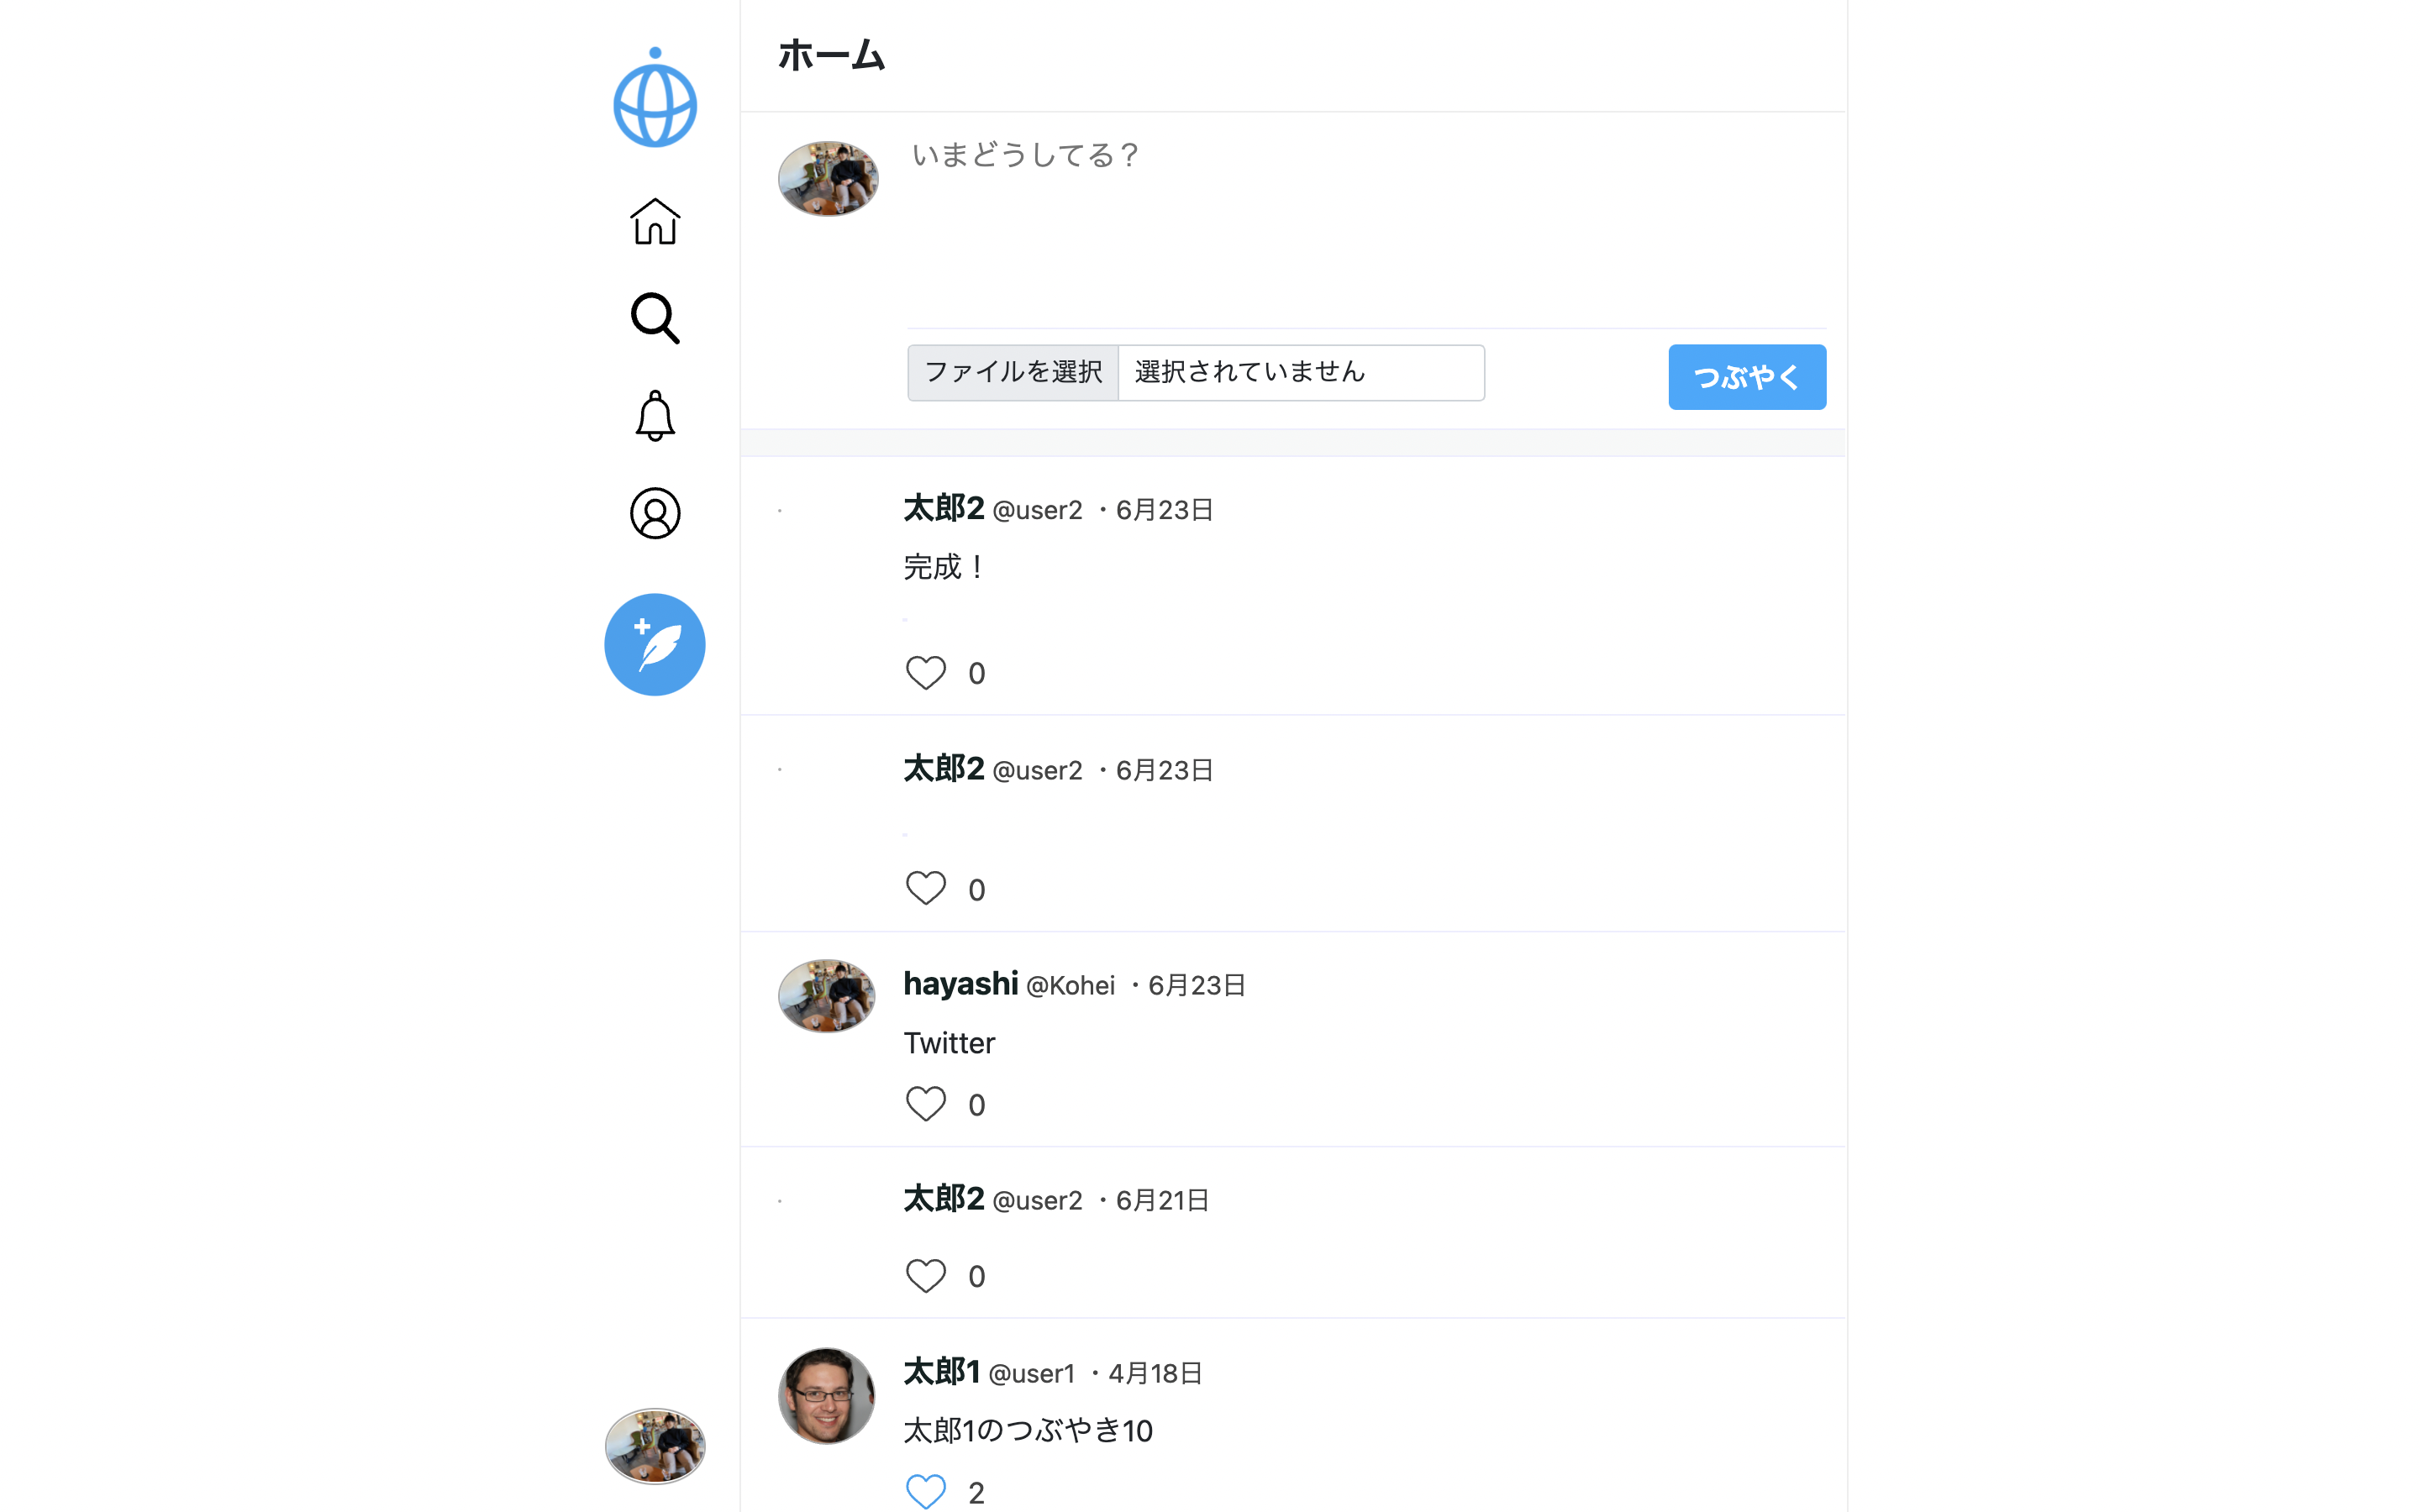 ホーム
いまどうしてる？
ファイルを選択 選択されていません
つぶやく
太郎2 @user2 ・6月23日
完成！
0
太郎2 @user2 ・6月23日
0
hayashi @Kohei ・6月23日
Twitter
0
太郎2 @user2 ・6月21日
0
太郎1 @user1 ・4月18日
太郎1のつぶやき10
2